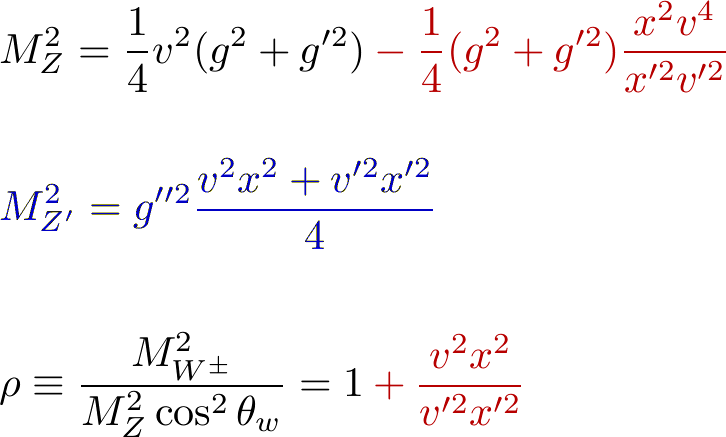 M_Z^2 = \frac{1}{4} v^2 (g^2 + g'^2) - \frac{1}{4} (g^2 + g'^2) \frac{x^2 v^4}{x'^2 v'^2}
M_{Z'}^2 = g''^2 \frac{v^2 x^2 + v'^2 x'^2}{4}
\rho \equiv \frac{M_{W^\pm}^2}{M_Z^2 \cos^2 \theta_w} = 1 + \frac{v^2 x^2}{v'^2 x'^2}